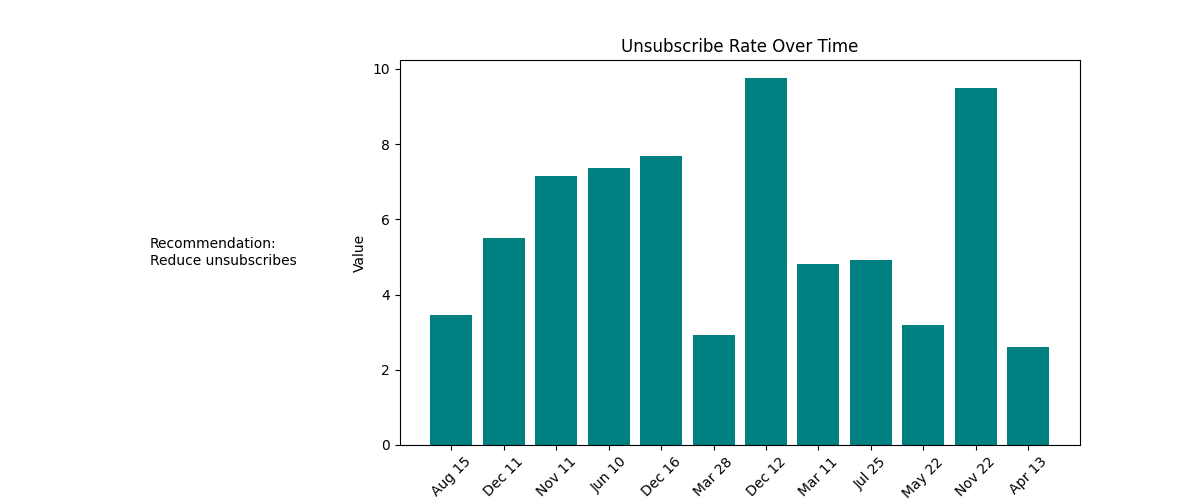 Unsubscribe Rate Over Time
Recommendation:
Reduce unsubscribes
Value
10
8
6
4
2
0
Aug 15
Dec 11
Nov 11
Jun 10
Dec 16
Mar 28
Dec 12
Mar 11
Jul 25
May 22
Nov 22
Apr 13